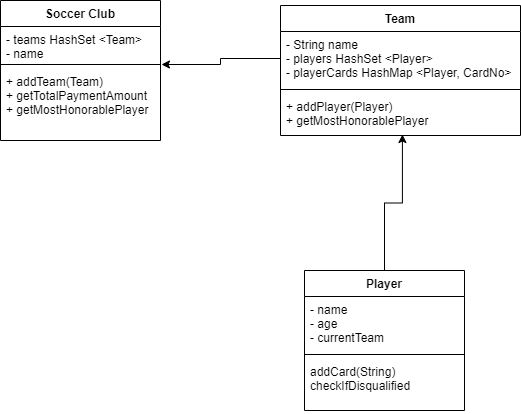 Soccer Club
- teams HashSet <Team>
- name
+ addTeam(Team)
+ getTotalPaymentAmount
+ getMostHonorablePlayer
Team
- String name
- players HashSet <Player>
- playerCards HashMap <Player, CardNo>
+ addPlayer(Player)
+ getMostHonorablePlayer
Player
- name
- age
- currentTeam
addCard(String)
checkIfDisqualified